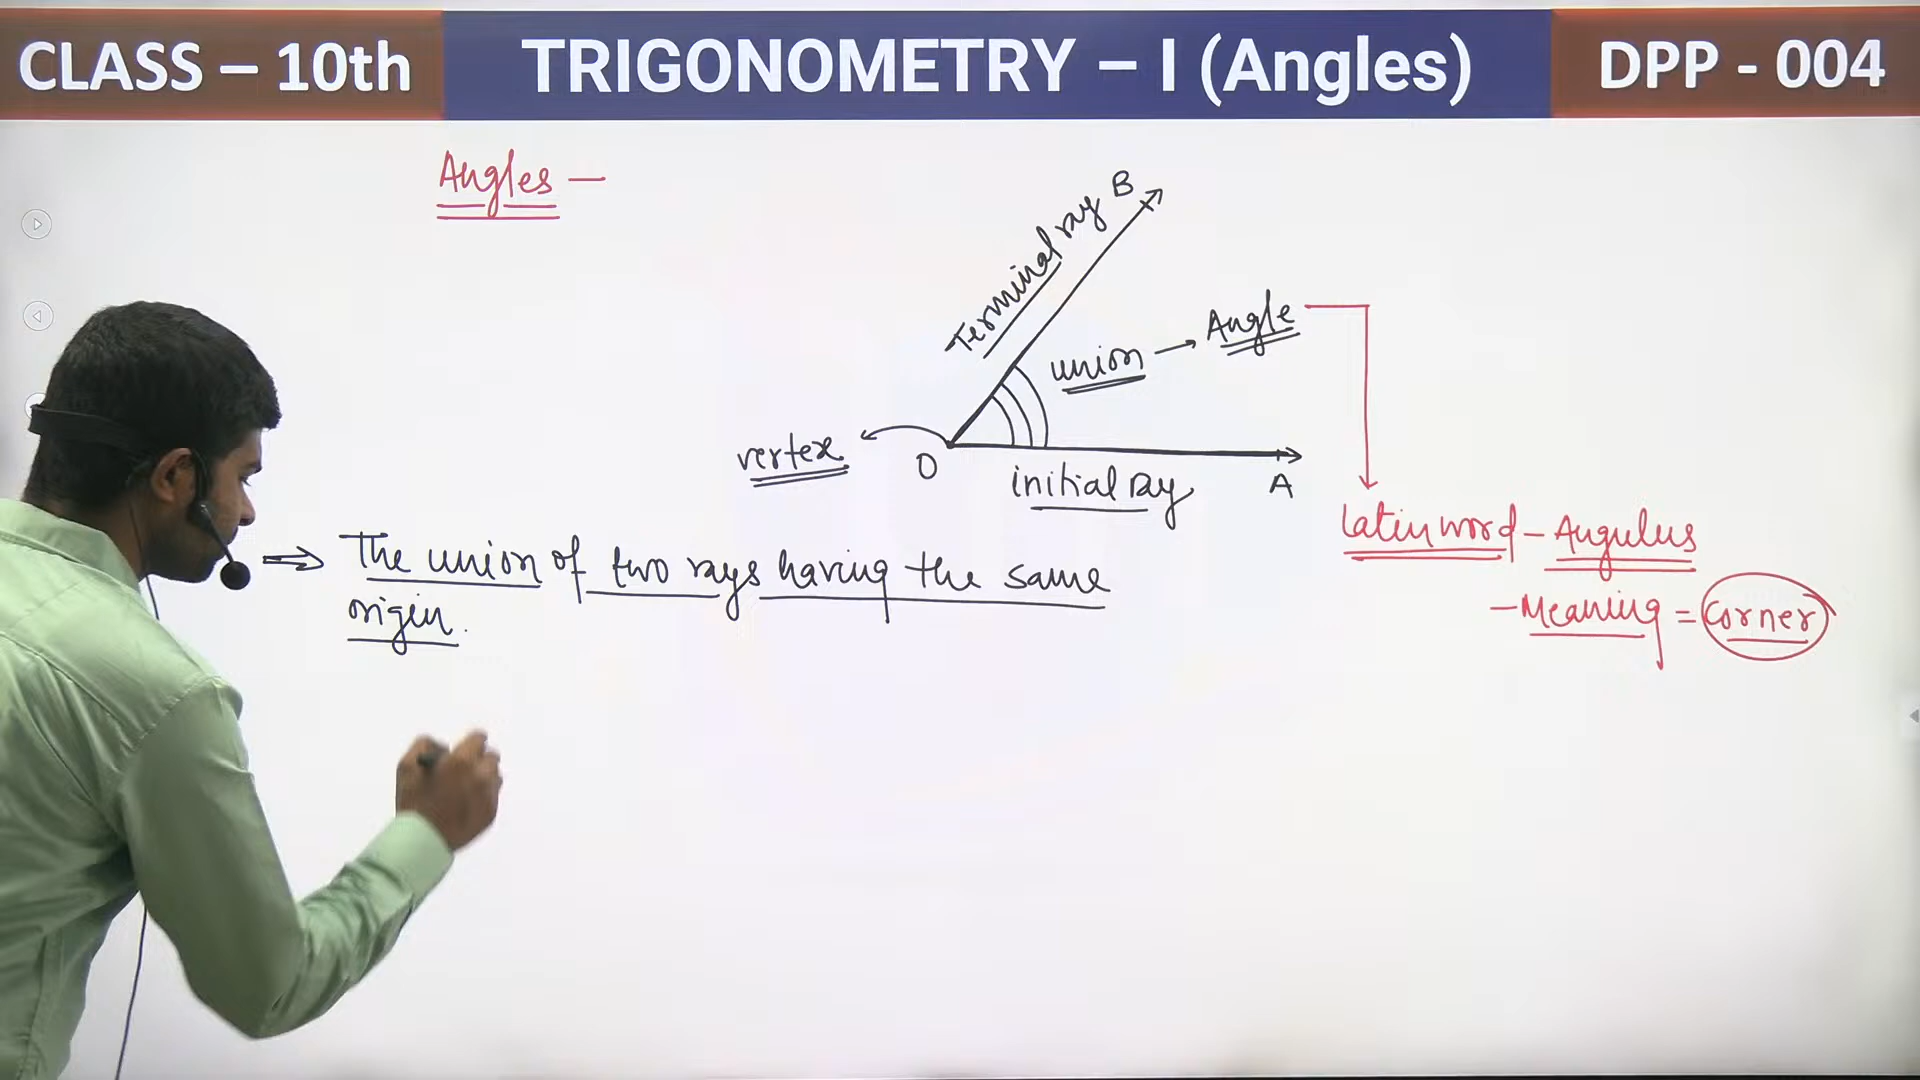 CLASS – 10th
TRIGONOMETRY – I (Angles)
DPP - 004
Angles —
B
Terminal ray
union → Angle
vertex
O
initial ray
A
Latin word – Angulus
– Meaning = Corner
⇒ The union of two rays having the same
origin.